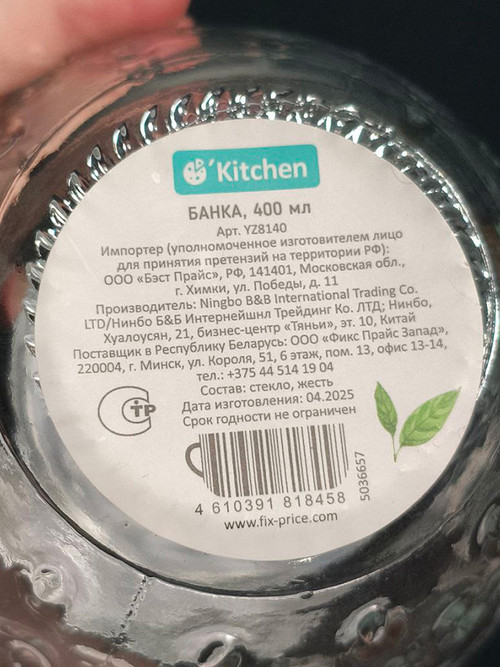 'Kitchen
БАНКА, 400 мл
Арт. YZ8140
Импортер (уполномоченное изготовителем лицо
для принятия претензий на территории РФ):
ООО «Бэст Прайс», РФ, 141401, Московская обл.,
г. Химки, ул. Победы, д. 11
Производитель: Ningbo B&B International Trading Co.
LTD/Нинбо Б&Б Интернейшнл Трейдинг Ко. ЛТД; Нинбо,
Хуалоусян, 21, бизнес-центр «Тяньи», эт. 10, Китай
Поставщик в Республику Беларусь: ООО «Фикс Прайс Запад»,
220004, г. Минск, ул. Короля, 51, 6 этаж, пом. 13, офис 13-14,
тел.: +375 44 514 19 04
Состав: стекло, жесть
Дата изготовления: 04.2025
Срок годности не ограничен
СТР
4 610391 818458
5036657
www.fix-price.com